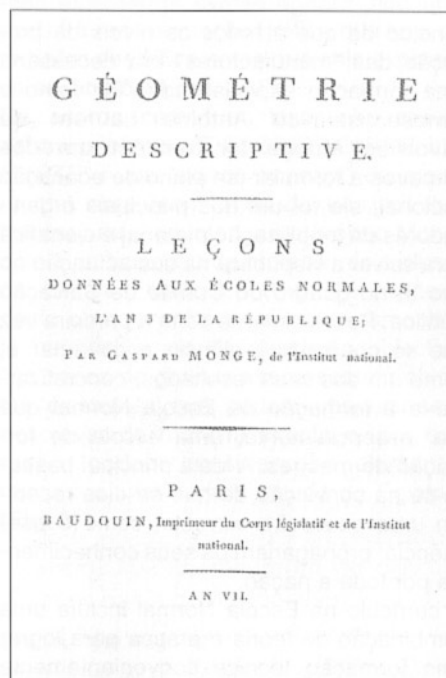 GÉOMÉTRIE
DESCRIPTIVE.
LEÇONS
DONNÉES AUX ÉCOLES NORMALES,
L'AN 3 DE LA RÉPUBLIQUE;
PAR GASPARD MONGE, de l'Institut national.
PARIS,
BAUDOUIN, Imprimeur du Corps législatif et de l'Institut
national.
AN VII.